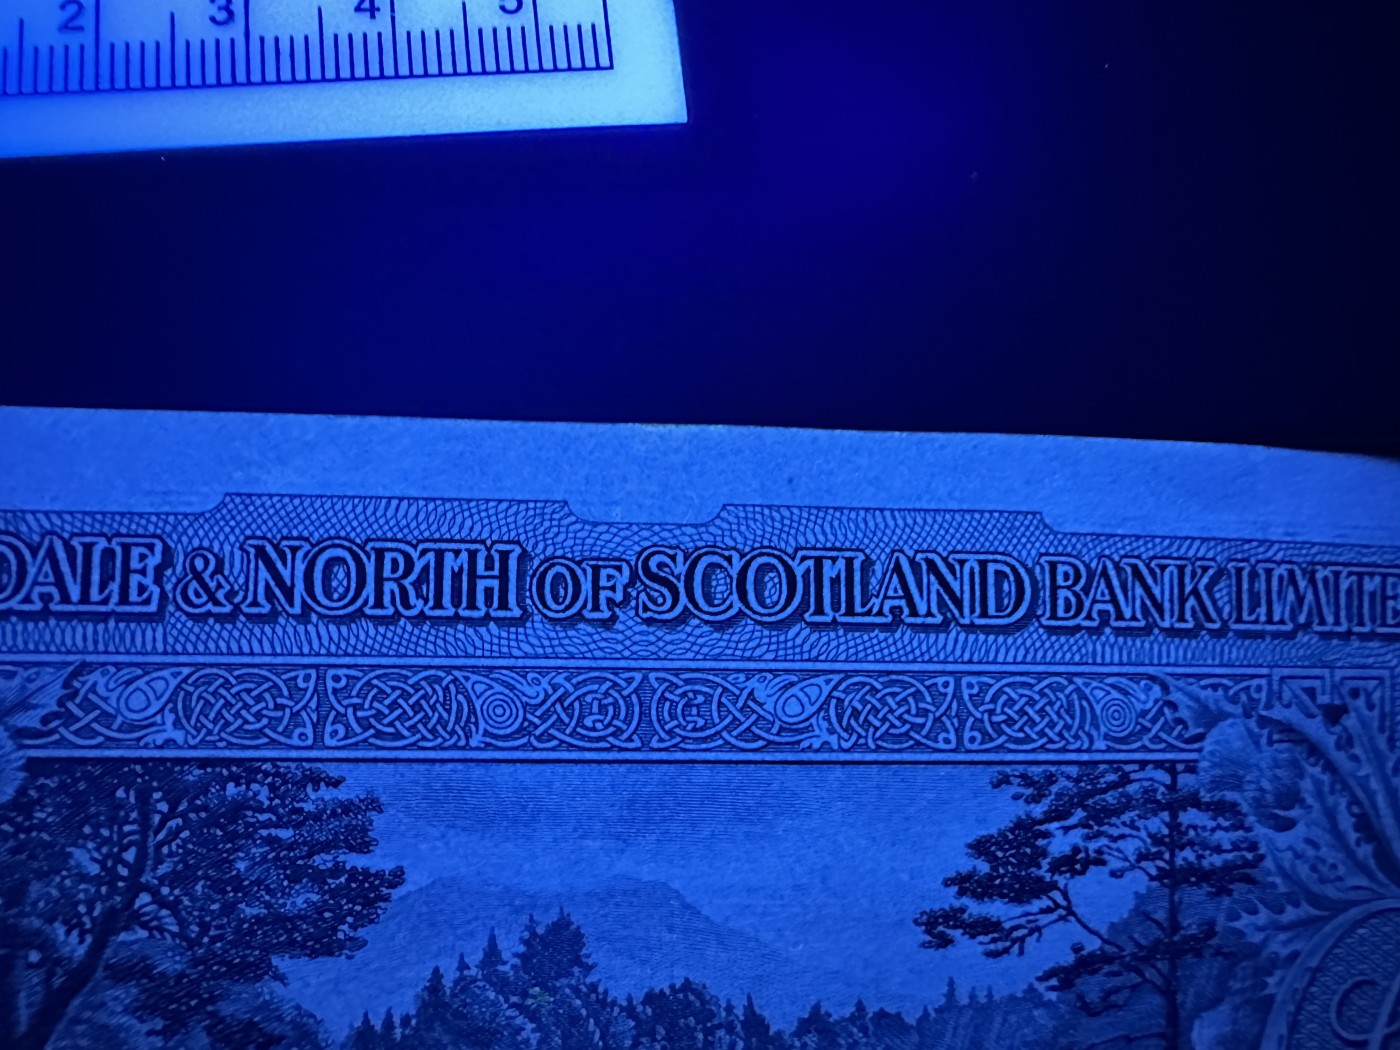 2 3 4 5
DALE & NORTH OF SCOTLAND BANK LIMITE